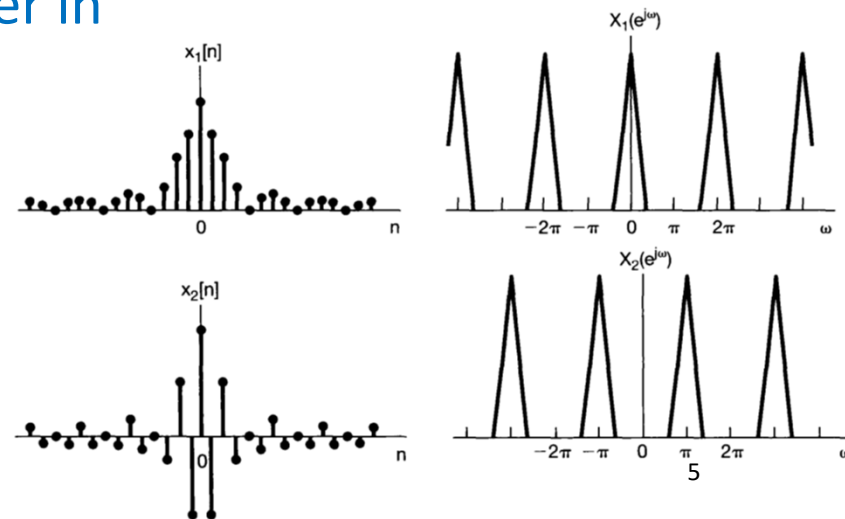 er in
x₁[n]
0
n
X₁(e^jω)
−2π −π 0 π 2π ω
x₂[n]
0
n
X₂(e^jω)
−2π −π 0 π 2π ω
5